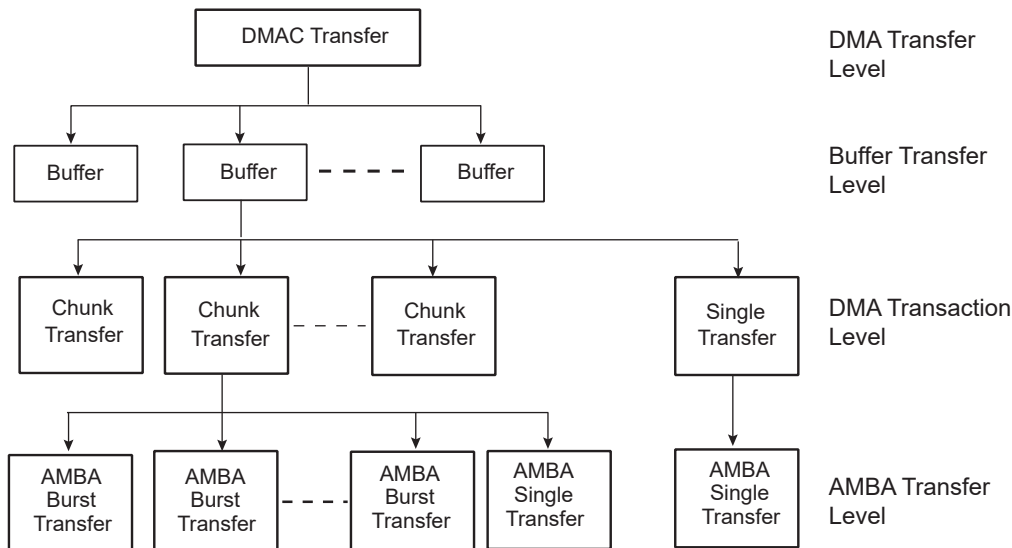 DMAC Transfer
DMA Transfer
Level
Buffer
Buffer
Buffer
Buffer Transfer
Level
Chunk
Transfer
Chunk
Transfer
Chunk
Transfer
Single
Transfer
DMA Transaction
Level
AMBA
Burst
Transfer
AMBA
Burst
Transfer
AMBA
Burst
Transfer
AMBA
Single
Transfer
AMBA
Single
Transfer
AMBA Transfer
Level